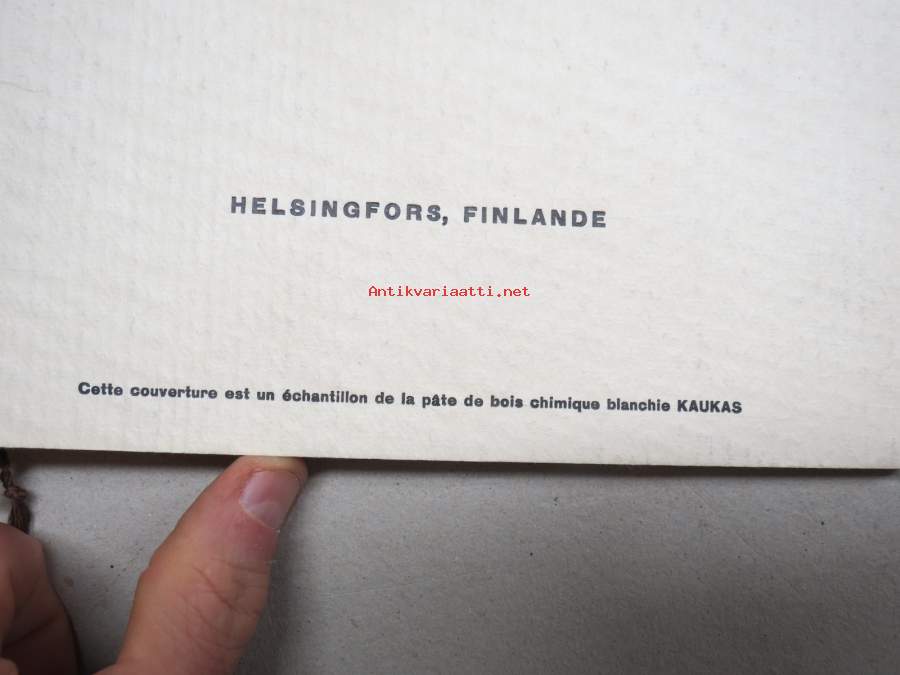 HELSINGFORS, FINLANDE
Antikvariaatti.net
Cette couverture est un échantillon de la pâte de bois chimique blanchie KAUKAS